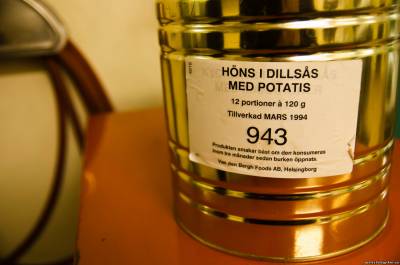 HÖNS I DILLSÅS
MED POTATIS
12 portioner à 120 g
Tillverkad MARS 1994
943
Produkten smakar bäst om den konsumeras
inom tre månader sedan burken öppnats.
Van den Bergh Foods AB, Helsingborg